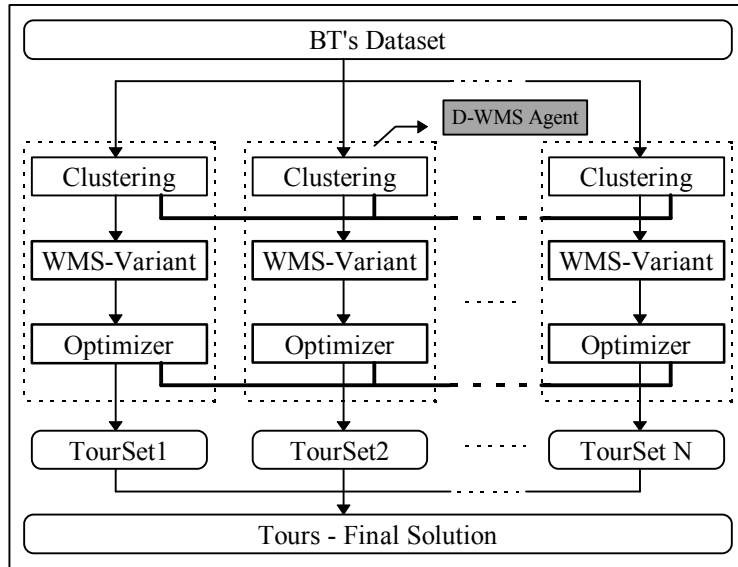 BT's Dataset
D-WMS Agent
Clustering
Clustering
Clustering
WMS-Variant
WMS-Variant
WMS-Variant
Optimizer
Optimizer
Optimizer
TourSet1
TourSet2
TourSet N
Tours - Final Solution